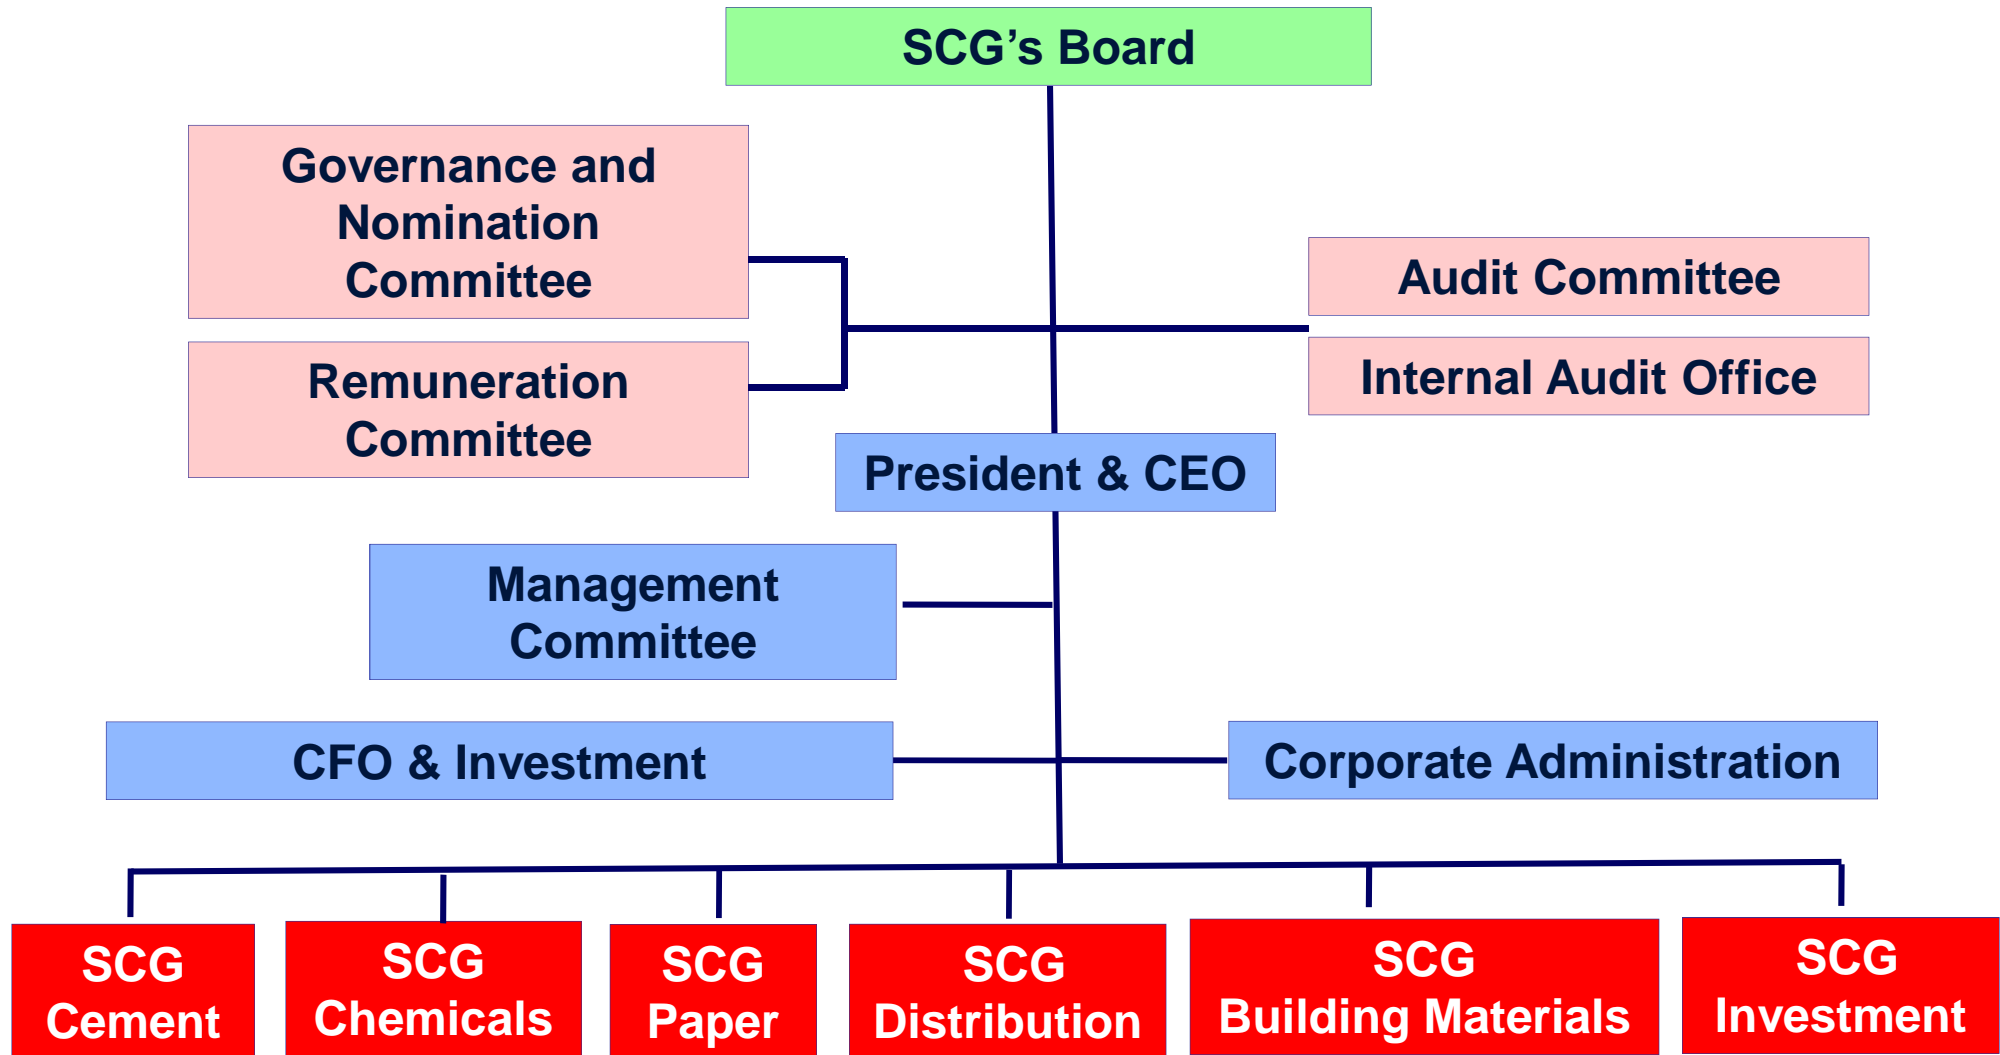 SCG’s Board
Governance and
Nomination
Committee
Audit Committee
Remuneration
Committee
Internal Audit Office
President & CEO
Management
Committee
CFO & Investment
Corporate Administration
SCG
Cement
SCG
Chemicals
SCG
Paper
SCG
Distribution
SCG
Building Materials
SCG
Investment